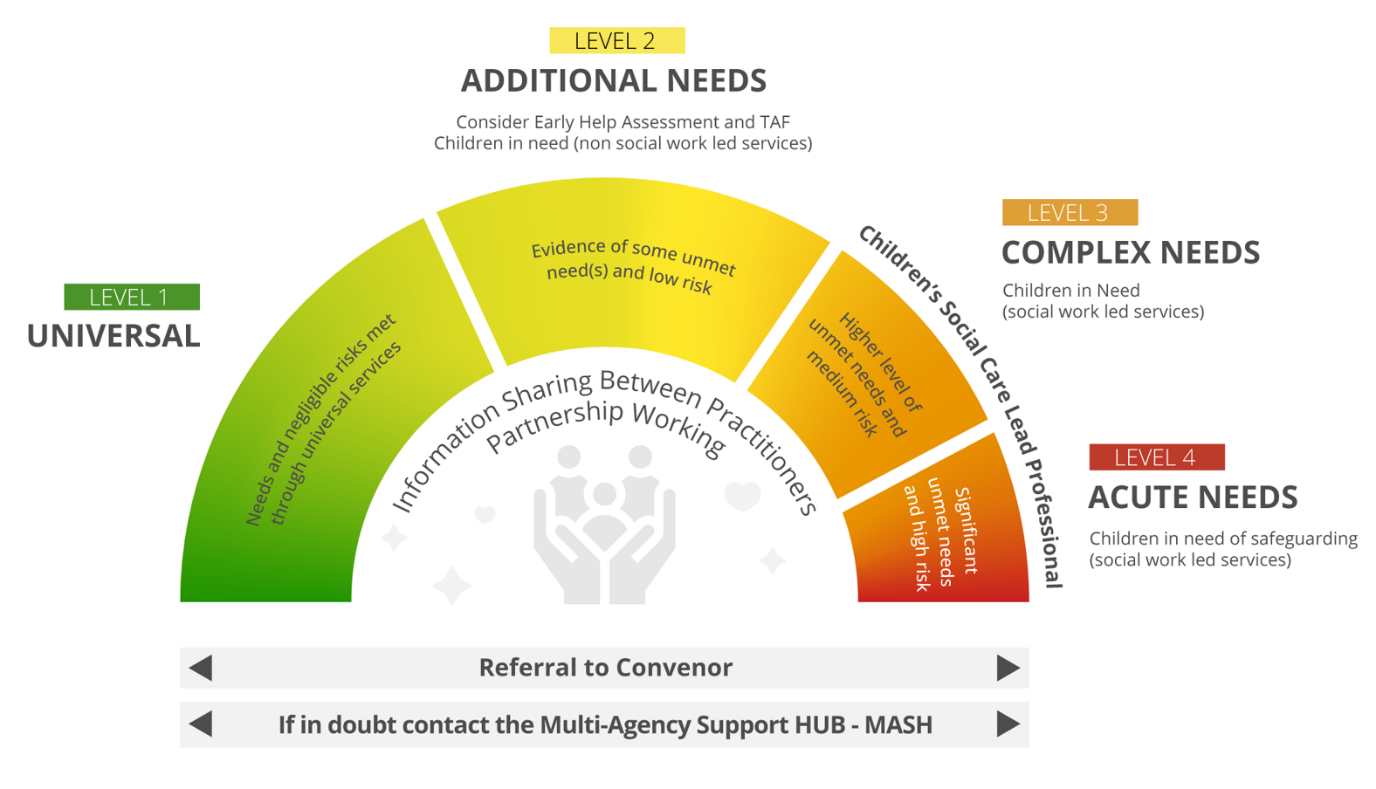 LEVEL 2
ADDITIONAL NEEDS
Consider Early Help Assessment and TAF
Children in need (non social work led services)
LEVEL 1
UNIVERSAL
Needs and negligible risks met
through universal services
Evidence of some unmet
need(s) and low risk
LEVEL 3
COMPLEX NEEDS
Children in Need
(social work led services)
Higher level of
unmet needs and
medium risk
Children's Social Care Lead Professional
LEVEL 4
ACUTE NEEDS
Children in need of safeguarding
(social work led services)
Significant
unmet needs
and high risk
Information Sharing Between Practitioners
Partnership Working
Referral to Convenor
If in doubt contact the Multi-Agency Support HUB - MASH